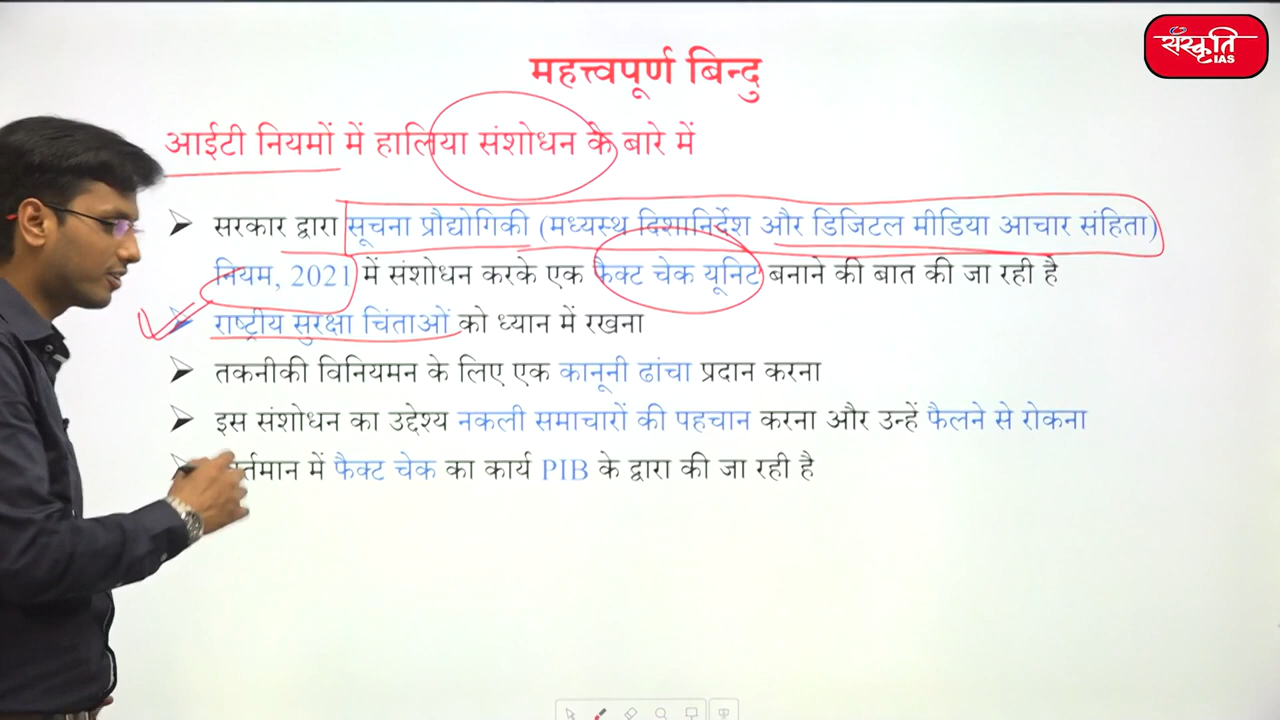 संस्कृति
IAS
महत्त्वपूर्ण बिन्दु
आईटी नियमों में हालिया संशोधन के बारे में
सरकार द्वारा सूचना प्रौद्योगिकी (मध्यस्थ दिशानिर्देश और डिजिटल मीडिया आचार संहिता)
नियम, 2021 में संशोधन करके एक फैक्ट चेक यूनिट बनाने की बात की जा रही है
राष्ट्रीय सुरक्षा चिंताओं को ध्यान में रखना
तकनीकी विनियमन के लिए एक कानूनी ढांचा प्रदान करना
इस संशोधन का उद्देश्य नकली समाचारों की पहचान करना और उन्हें फैलने से रोकना
में फैक्ट चेक का कार्य PIB के द्वारा की जा रही है